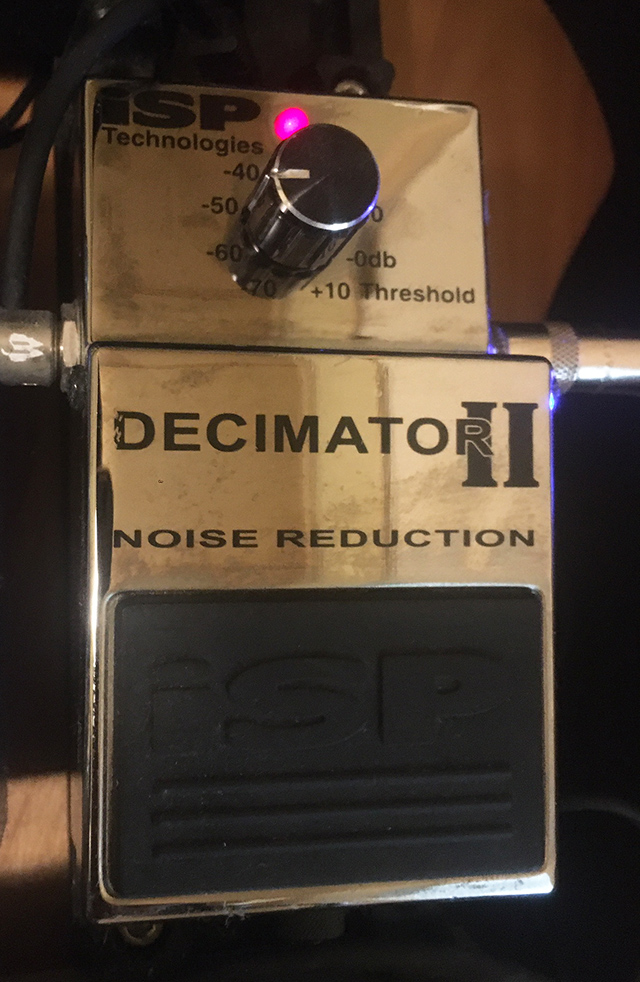 iSP
Technologies
-40
-50
-60
-0db
70 +10 Threshold
DECIMATOR II
NOISE REDUCTION
iSP